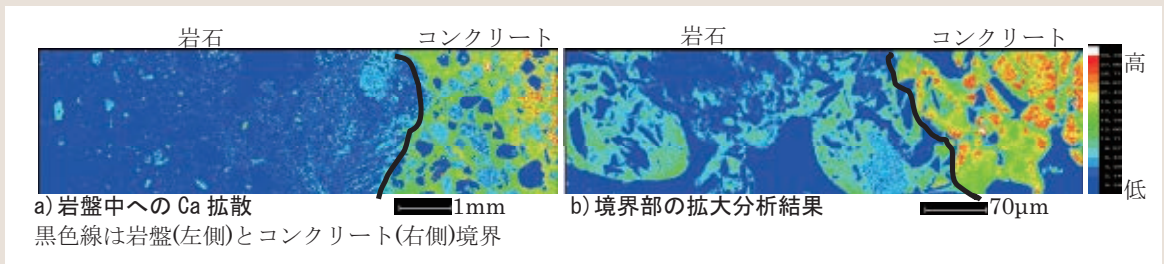 岩石 コンクリート 岩石 コンクリート
高
低
a)岩盤中への Ca 拡散 1mm b)境界部の拡大分析結果 70μm
黒色線は岩盤(左側)とコンクリート(右側)境界